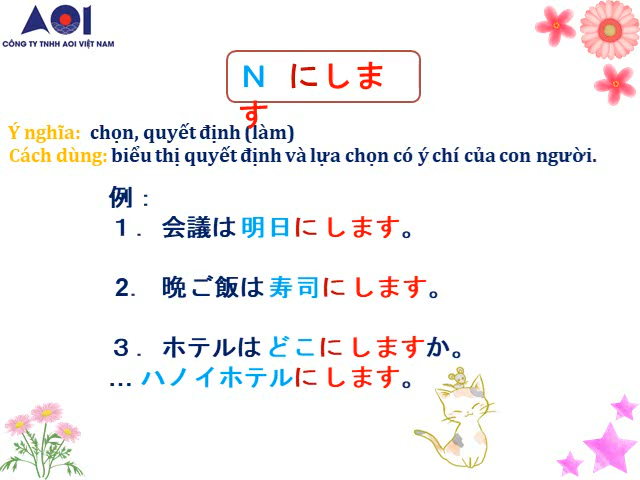 AOI
CÔNG TY TNHH AOI VIỆT NAM
N にしま
す
Ý nghĩa: chọn, quyết định (làm)
Cách dùng: biểu thị quyết định và lựa chọn có ý chí của con người.
例：
１. 会議は明日にします。
2. 晩ご飯は寿司にします。
３. ホテルはどこにしますか。
... ハノイホテルにします。